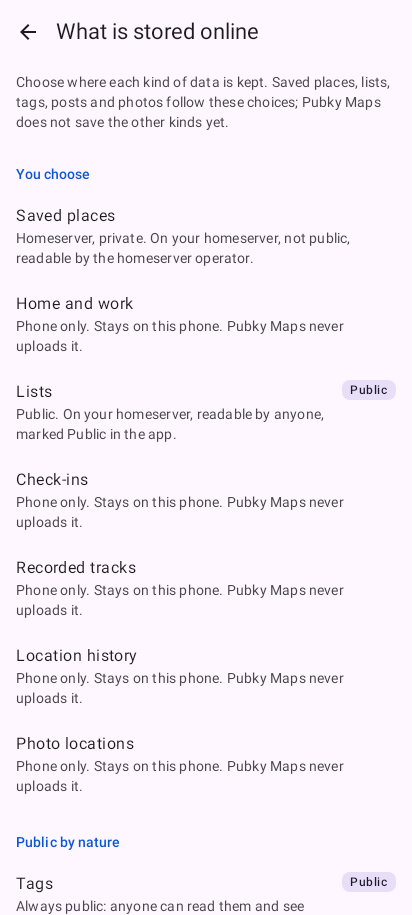 What is stored online
Choose where each kind of data is kept. Saved places, lists,
tags, posts and photos follow these choices; Pubky Maps
does not save the other kinds yet.
You choose
Saved places
Homeserver, private. On your homeserver, not public,
readable by the homeserver operator.
Home and work
Phone only. Stays on this phone. Pubky Maps never
uploads it.
Lists
Public
Public. On your homeserver, readable by anyone,
marked Public in the app.
Check-ins
Phone only. Stays on this phone. Pubky Maps never
uploads it.
Recorded tracks
Phone only. Stays on this phone. Pubky Maps never
uploads it.
Location history
Phone only. Stays on this phone. Pubky Maps never
uploads it.
Photo locations
Phone only. Stays on this phone. Pubky Maps never
uploads it.
Public by nature
Tags
Public
Always public: anyone can read them and see